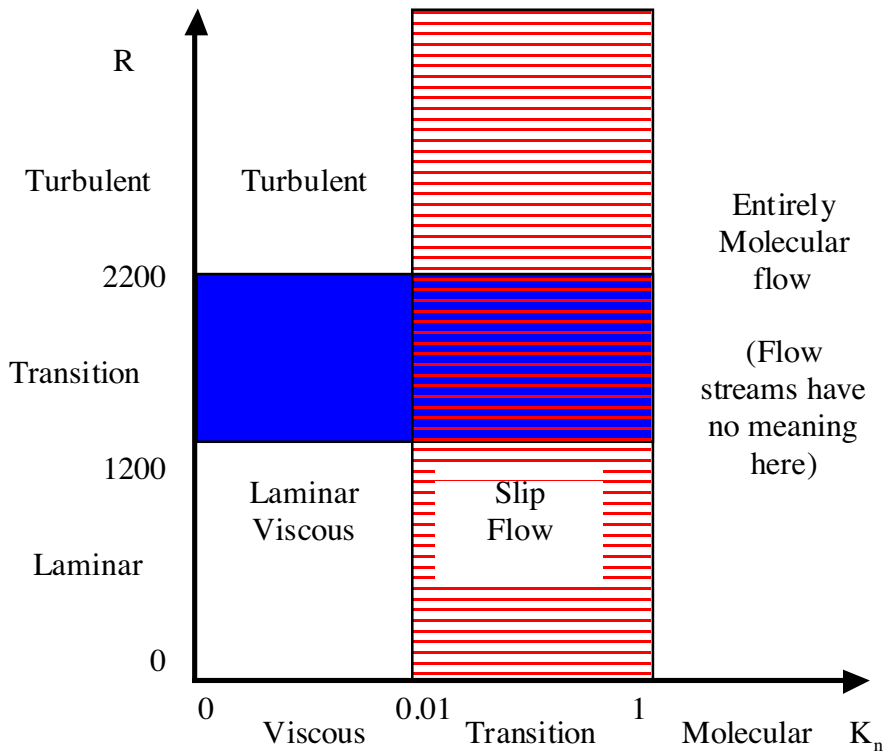 R
Turbulent
Turbulent
Entirely
Molecular
flow
2200
(Flow
streams have
no meaning
here)
Transition
1200
Laminar
Viscous
Slip
Flow
Laminar
0
0
0.01
1
Viscous
Transition
Molecular
Kn